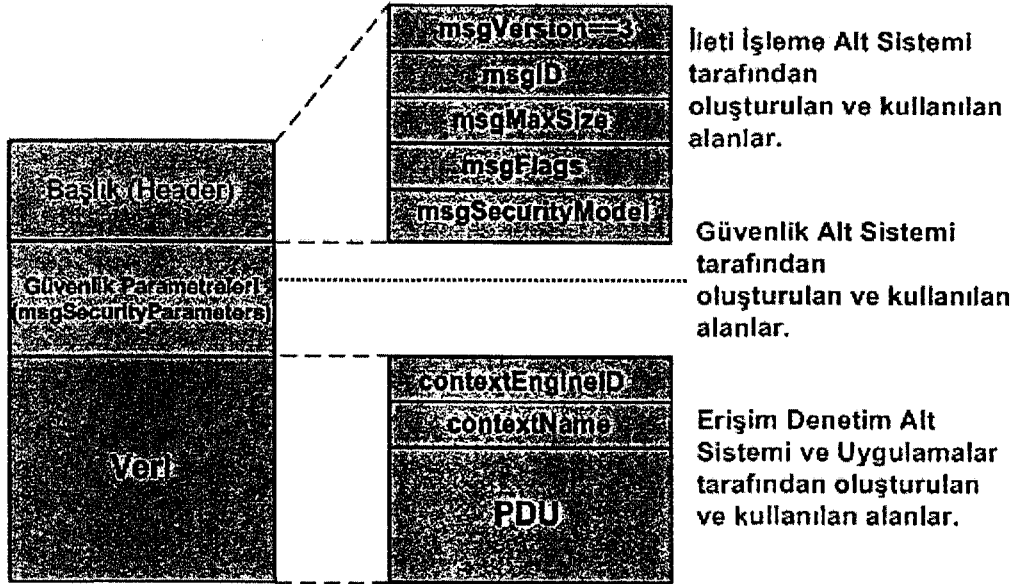 msgVersion==3
msgID
msgMaxSize
msgFlags
msgSecurityModel
İleti İşleme Alt Sistemi
tarafından
oluşturulan ve kullanılan
alanlar.
Başlık (Header)
Güvenlik Parametreleri
(msgSecurityParameters)
Güvenlik Alt Sistemi
tarafından
oluşturulan ve kullanılan
alanlar.
Veri
contextEngineID
contextName
PDU
Erişim Denetim Alt
Sistemi ve Uygulamalar
tarafından oluşturulan
ve kullanılan alanlar.